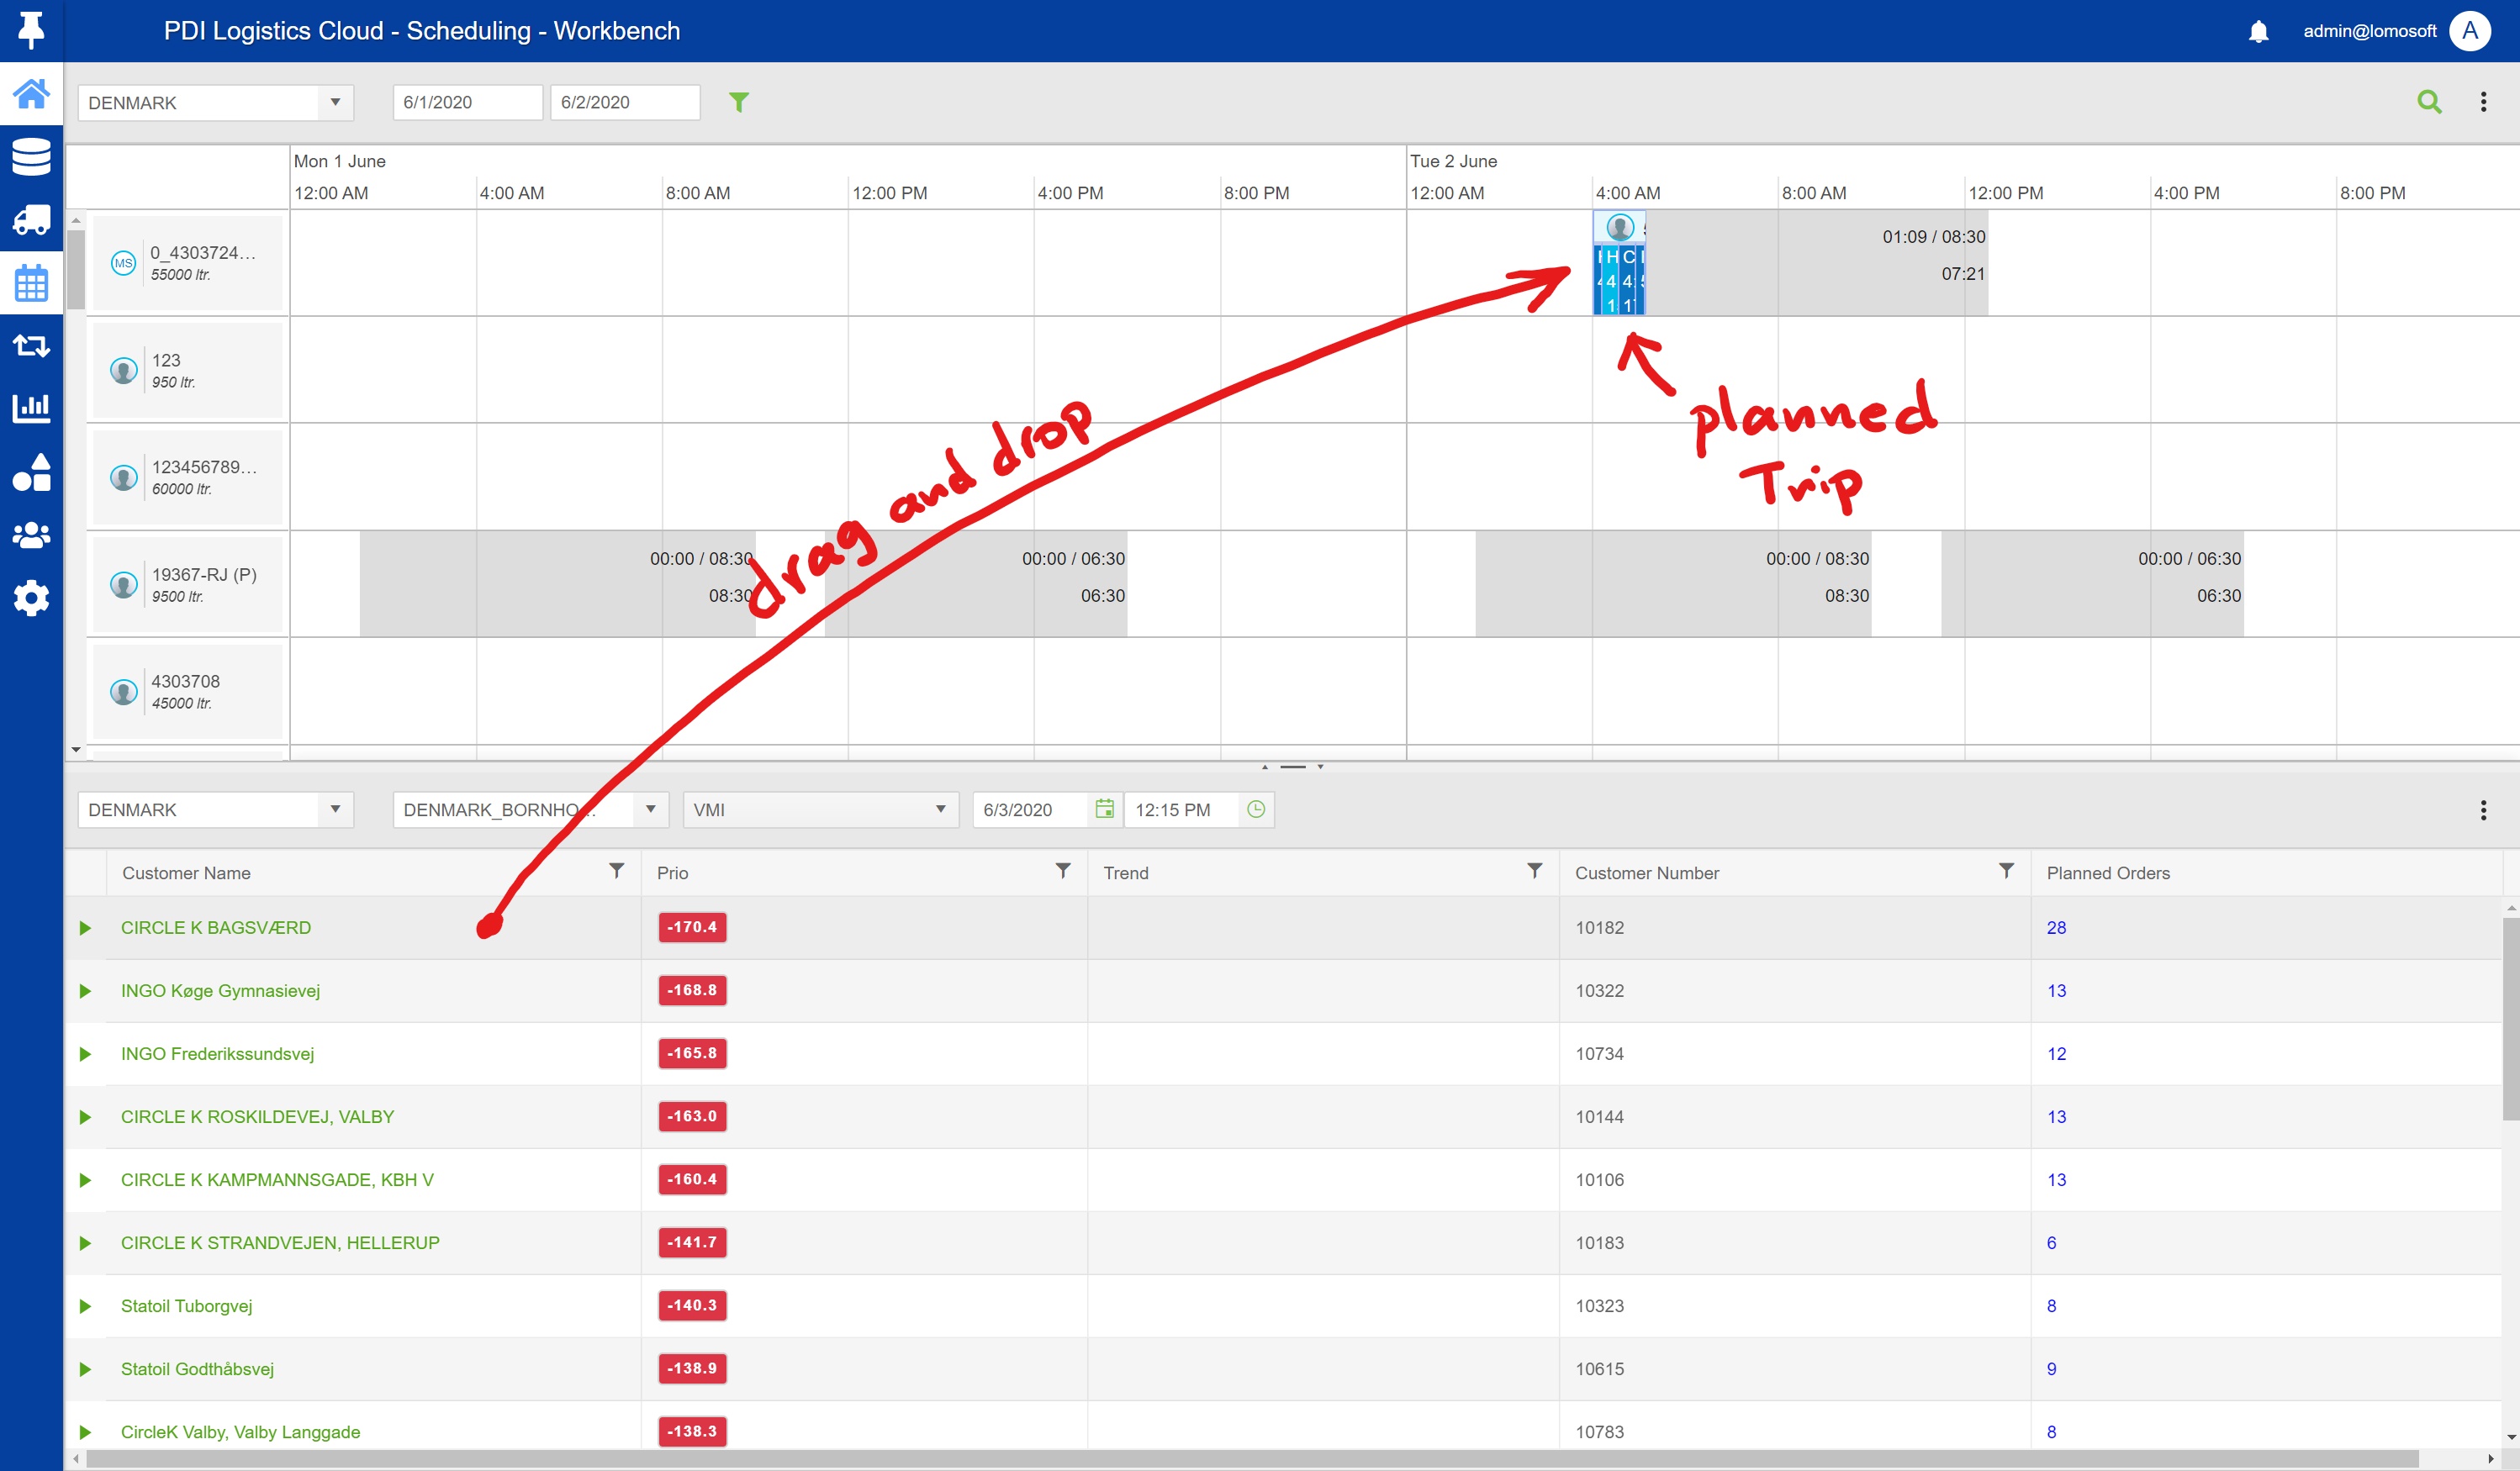 PDI Logistics Cloud - Scheduling - Workbench
admin@lomosoft A
DENMARK 6/1/2020 6/2/2020
Mon 1 June Tue 2 June
12:00 AM 4:00 AM 8:00 AM 12:00 PM 4:00 PM 8:00 PM 12:00 AM 4:00 AM 8:00 AM 12:00 PM 4:00 PM 8:00 PM
MS 0_4303724...
55000 ltr.
01:09 / 08:30
07:21
H C
4 4
1 1
123
950 ltr.
planned
Trip
drag and drop
123456789...
60000 ltr.
19367-RJ (P)
9500 ltr.
00:00 / 08:30 00:00 / 06:30 00:00 / 08:30 00:00 / 06:30
08:30 06:30 08:30 06:30
4303708
45000 ltr.
DENMARK DENMARK_BORNHO... VMI 6/3/2020 12:15 PM
Customer Name Prio Trend Customer Number Planned Orders
CIRCLE K BAGSVÆRD -170.4 10182 28
INGO Køge Gymnasievej -168.8 10322 13
INGO Frederikssundsvej -165.8 10734 12
CIRCLE K ROSKILDEVEJ, VALBY -163.0 10144 13
CIRCLE K KAMPMANNSGADE, KBH V -160.4 10106 13
CIRCLE K STRANDVEJEN, HELLERUP -141.7 10183 6
Statoil Tuborgvej -140.3 10323 8
Statoil Godthåbsvej -138.9 10615 9
CircleK Valby, Valby Langgade -138.3 10783 8